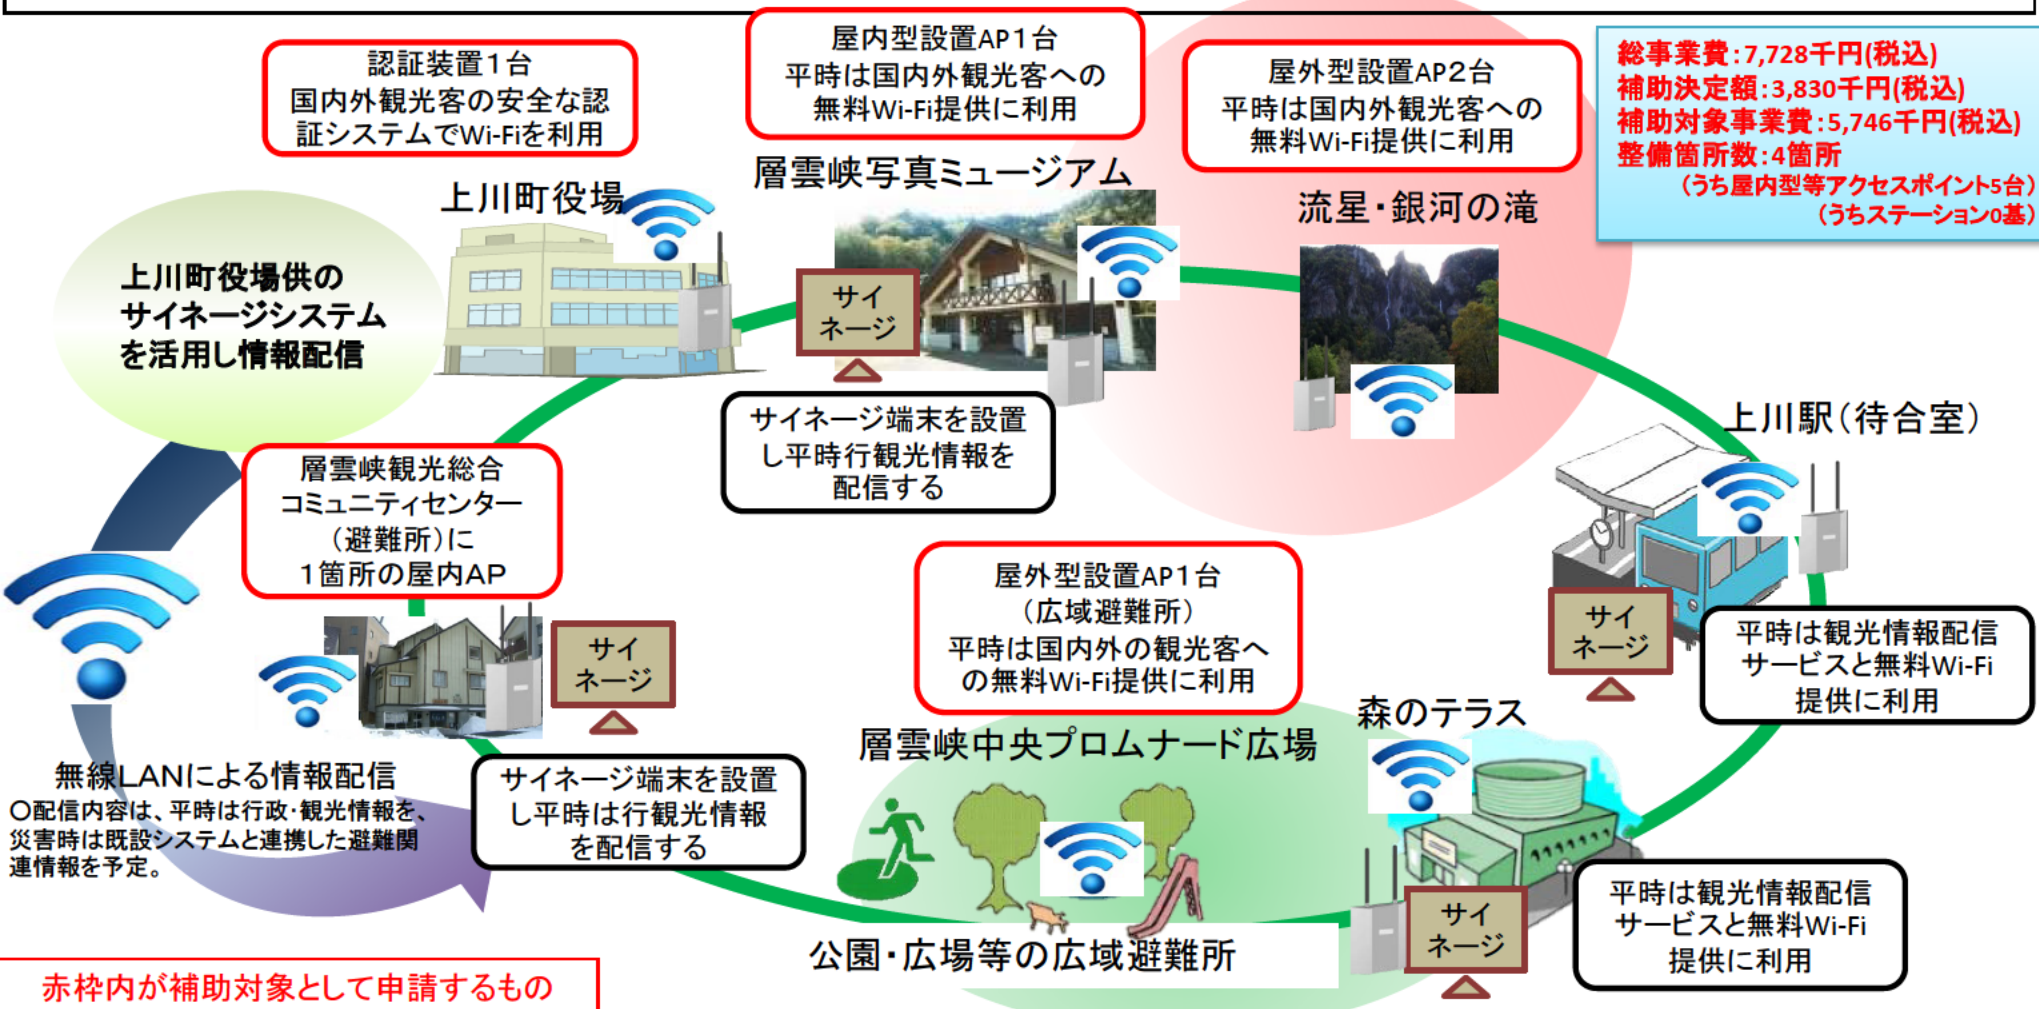 認証装置1台
国内外観光客の安全な認
証システムでWi-Fiを利用
上川町役場
屋内型設置AP1台
平時は国内外観光客への
無料Wi-Fi提供に利用
層雲峡写真ミュージアム
サイ
ネージ
サイネージ端末を設置
し平時行観光情報を
配信する
屋外型設置AP2台
平時は国内外観光客への
無料Wi-Fi提供に利用
流星・銀河の滝
総事業費:7,728千円(税込)
補助決定額:3,830千円(税込)
補助対象事業費:5,746千円(税込)
整備箇所数:4箇所
(うち屋内型等アクセスポイント5台)
(うちステーション0基)
上川町役場供の
サイネージシステム
を活用し情報配信
層雲峡観光総合
コミュニティセンター
(避難所)に
1箇所の屋内AP
サイ
ネージ
サイネージ端末を設置
し平時は行観光情報
を配信する
無線LANによる情報配信
○配信内容は、平時は行政・観光情報を、
災害時は既設システムと連携した避難関
連情報を予定。
屋外型設置AP1台
(広域避難所)
平時は国内外の観光客へ
の無料Wi-Fi提供に利用
層雲峡中央プロムナード広場
公園・広場等の広域避難所
上川駅(待合室)
サイ
ネージ
平時は観光情報配信
サービスと無料Wi-Fi
提供に利用
森のテラス
サイ
ネージ
平時は観光情報配信
サービスと無料Wi-Fi
提供に利用
赤枠内が補助対象として申請するもの